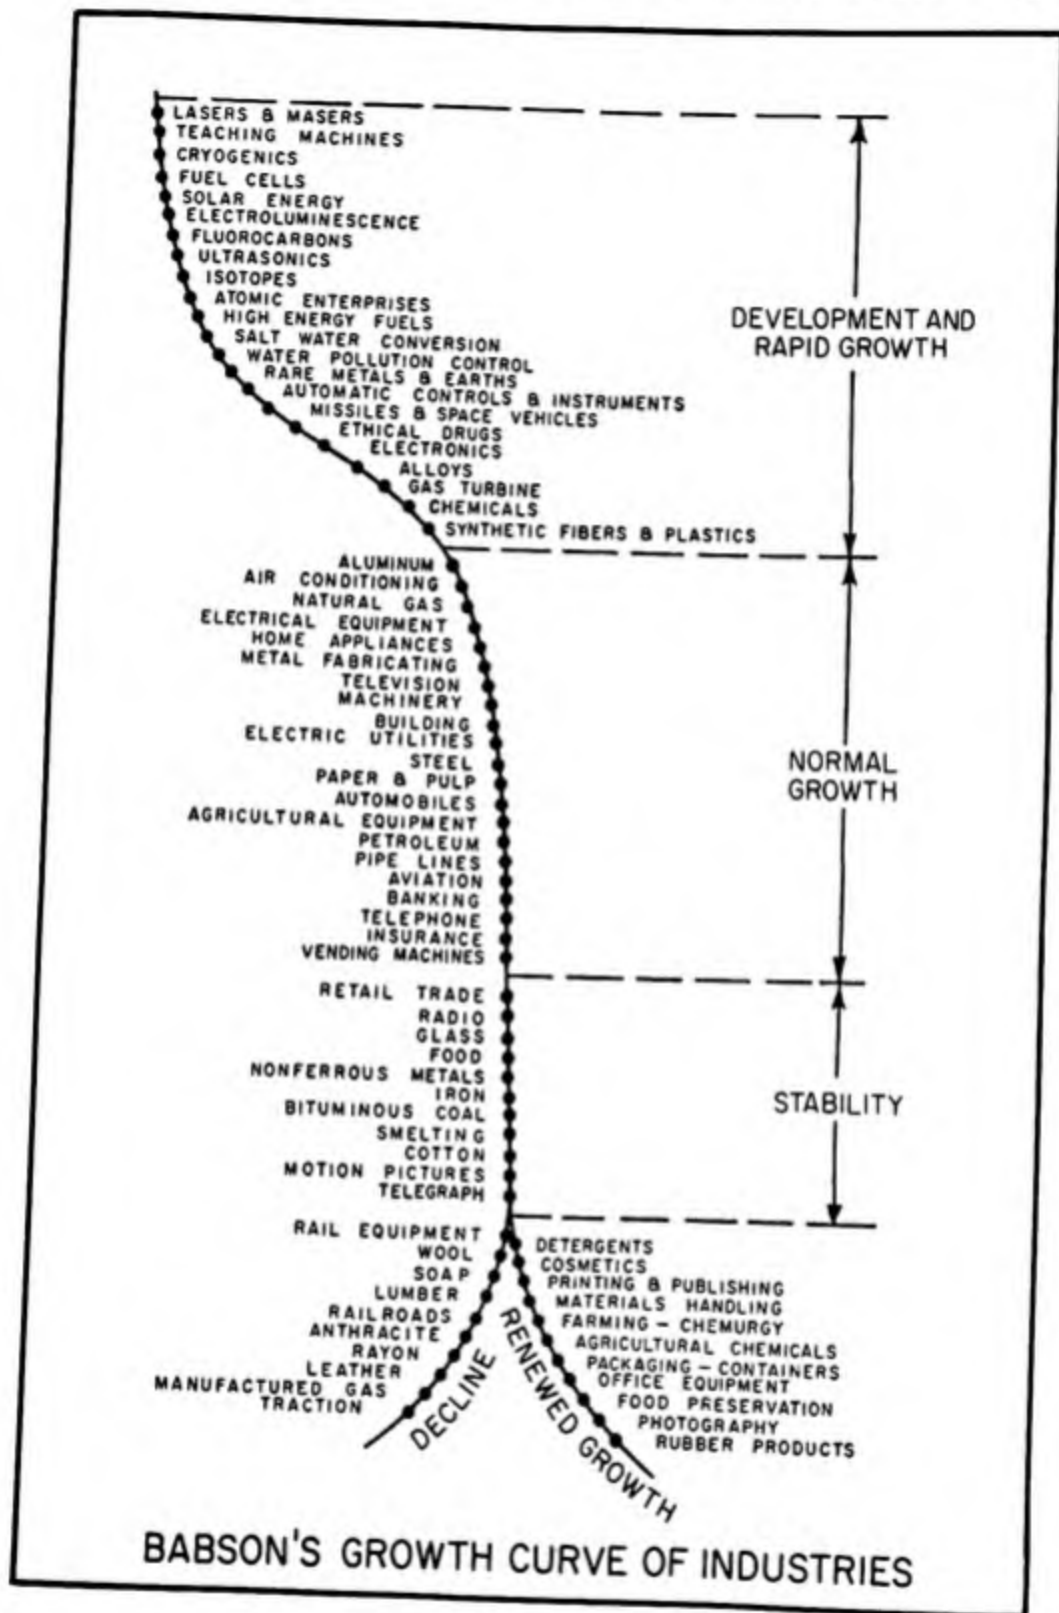 LASERS & MASERS
TEACHING MACHINES
CRYOGENICS
FUEL CELLS
SOLAR ENERGY
ELECTROLUMINESCENCE
FLUOROCARBONS
ULTRASONICS
ISOTOPES
ATOMIC ENTERPRISES
HIGH ENERGY FUELS
SALT WATER CONVERSION
WATER POLLUTION CONTROL
RARE METALS & EARTHS
AUTOMATIC CONTROLS & INSTRUMENTS
MISSILES & SPACE VEHICLES
ETHICAL DRUGS
ELECTRONICS
ALLOYS
GAS TURBINE
CHEMICALS
SYNTHETIC FIBERS & PLASTICS
DEVELOPMENT AND
RAPID GROWTH
ALUMINUM
AIR CONDITIONING
NATURAL GAS
ELECTRICAL EQUIPMENT
HOME APPLIANCES
METAL FABRICATING
TELEVISION
MACHINERY
BUILDING
ELECTRIC UTILITIES
STEEL
PAPER & PULP
AUTOMOBILES
AGRICULTURAL EQUIPMENT
PETROLEUM
PIPE LINES
AVIATION
BANKING
TELEPHONE
INSURANCE
VENDING MACHINES
NORMAL
GROWTH
RETAIL TRADE
RADIO
GLASS
FOOD
NONFERROUS METALS
IRON
BITUMINOUS COAL
SMELTING
COTTON
MOTION PICTURES
TELEGRAPH
STABILITY
RAIL EQUIPMENT
WOOL
SOAP
LUMBER
RAILROADS
ANTHRACITE
RAYON
LEATHER
MANUFACTURED GAS
TRACTION
DECLINE
DETERGENTS
COSMETICS
PRINTING & PUBLISHING
MATERIALS HANDLING
FARMING – CHEMURGY
AGRICULTURAL CHEMICALS
PACKAGING – CONTAINERS
OFFICE EQUIPMENT
FOOD PRESERVATION
PHOTOGRAPHY
RUBBER PRODUCTS
RENEWED GROWTH
BABSON'S GROWTH CURVE OF INDUSTRIES